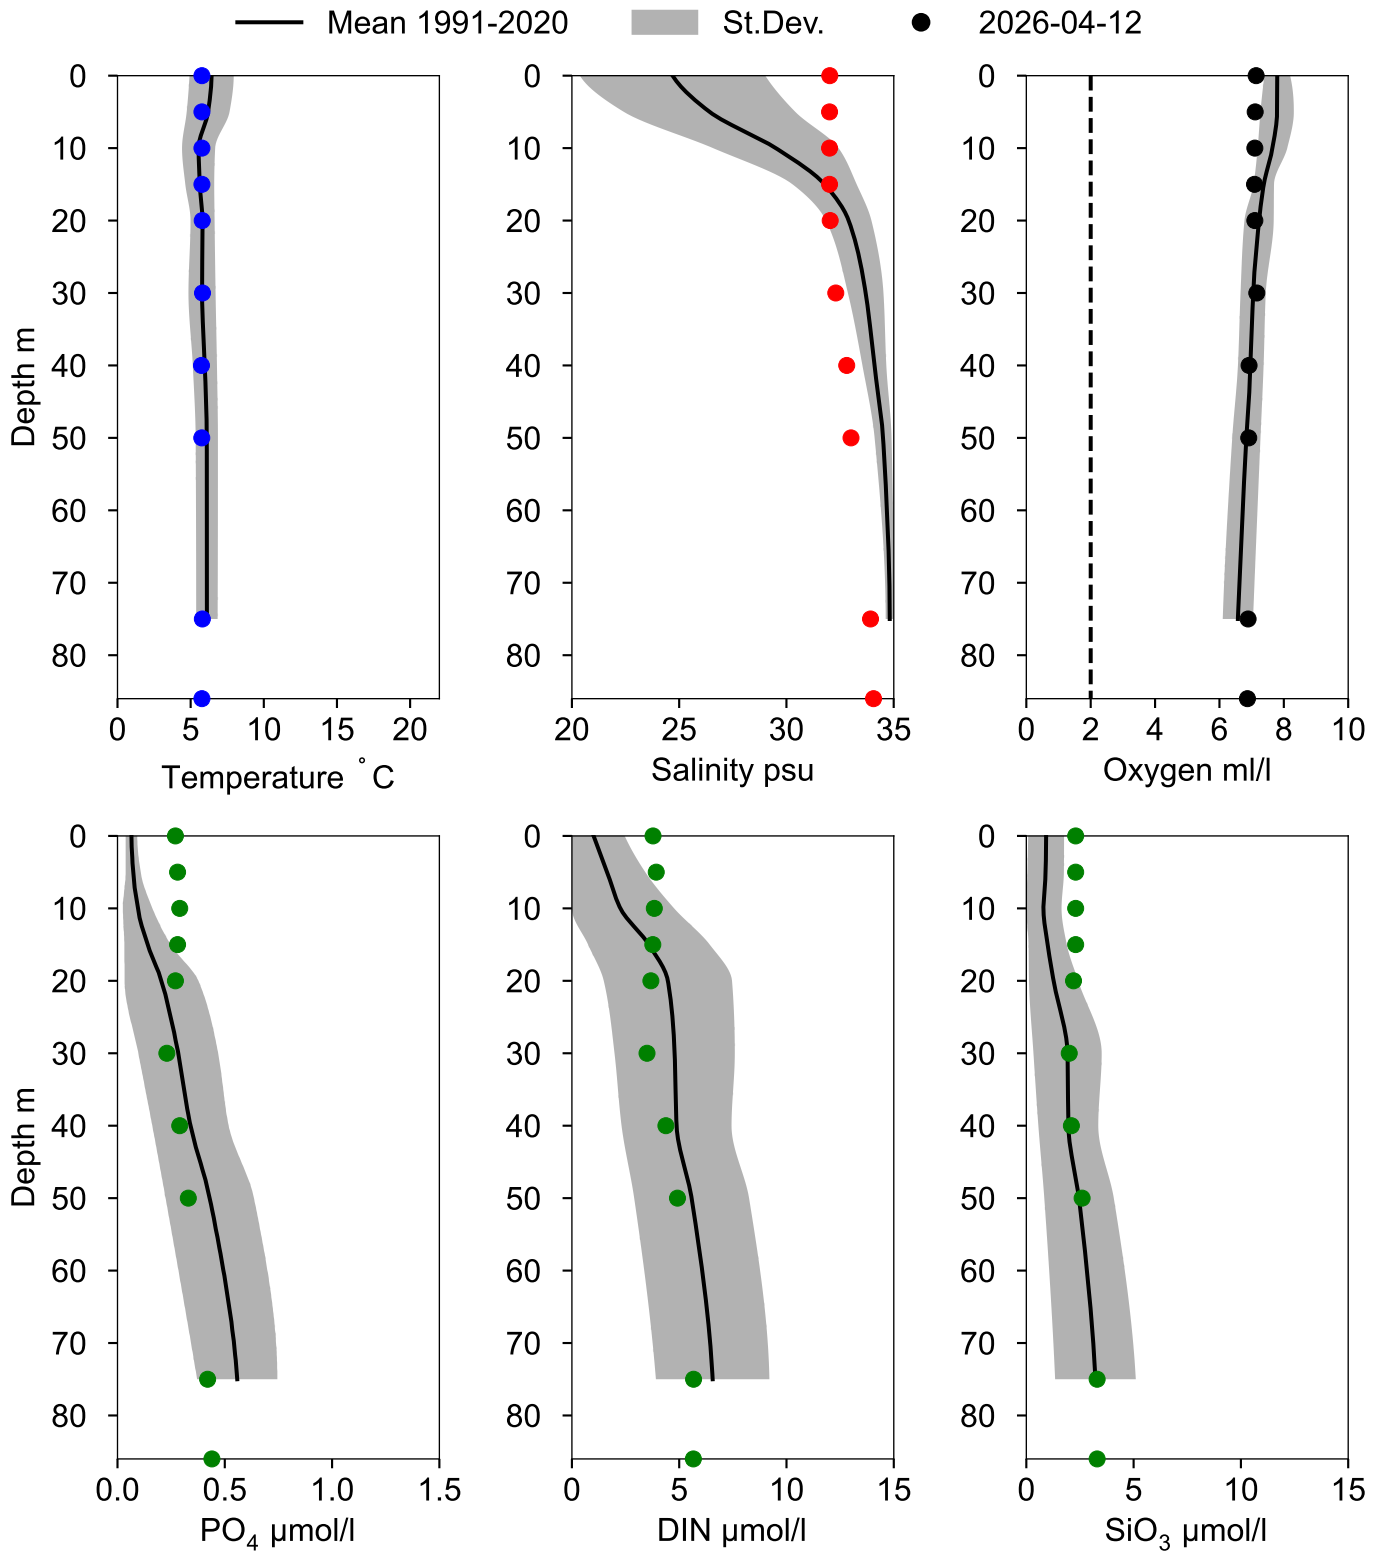 Mean 1991-2020 St.Dev. 2026-04-12
0 0 0
10 10 10
20 20 20
30 30 30
40 40 40
50 50 50
60 60 60
70 70 70
80 80 80
Depth m
0 5 10 15 20
20 25 30 35
0 2 4 6 8 10
Temperature °C
Salinity psu
Oxygen ml/l
0 0 0
10 10 10
20 20 20
30 30 30
40 40 40
50 50 50
60 60 60
70 70 70
80 80 80
Depth m
0.0 0.5 1.0 1.5
0 5 10 15
0 5 10 15
PO₄ µmol/l
DIN µmol/l
SiO₃ µmol/l